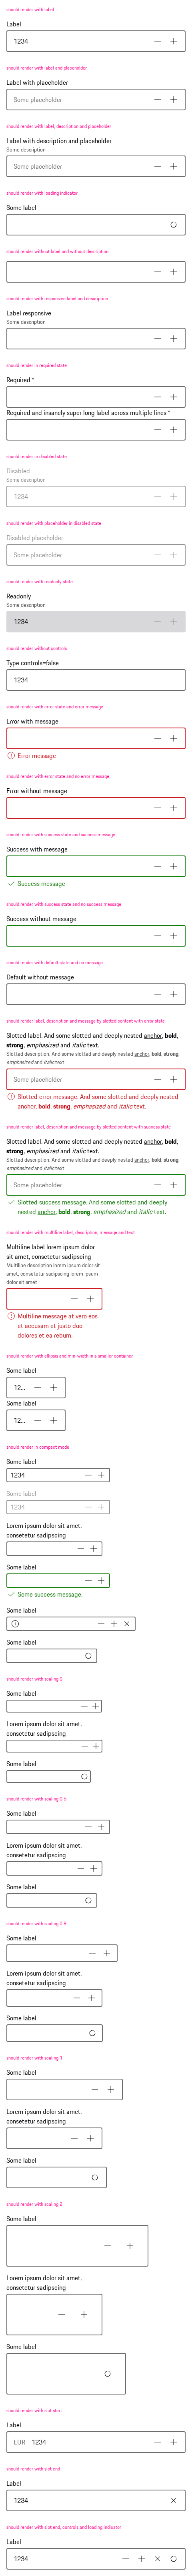 should render with label
Label
1234
should render with label and placeholder
Label with placeholder
Some placeholder
should render with label, description and placeholder
Label with description and placeholder
Some description
Some placeholder
should render with loading indicator
Some label
should render without label and without description
should render with responsive label and description
Label responsive
Some description
should render in required state
Required *
Required and insanely super long label across multiple lines *
should render in disabled state
Disabled
Some description
1234
should render with placeholder in disabled state
Disabled placeholder
Some placeholder
should render with readonly state
Readonly
Some description
1234
should render without controls
Type controls=false
1234
should render with error state and error message
Error with message
Error message
should render with error state and no error message
Error without message
should render with success state and success message
Success with message
Success message
should render with success state and no success message
Success without message
should render with default state and no message
Default without message
should render label, description and message by slotted content with error state
Slotted label. And some slotted and deeply nested anchor, bold,
strong, emphasized and italic text.
Slotted description. And some slotted and deeply nested anchor, bold, strong,
emphasized and italic text.
Some placeholder
Slotted error message. And some slotted and deeply nested
anchor, bold, strong, emphasized and italic text.
should render label, description and message by slotted content with success state
Slotted label. And some slotted and deeply nested anchor, bold,
strong, emphasized and italic text.
Slotted description. And some slotted and deeply nested anchor, bold, strong,
emphasized and italic text.
Some placeholder
Slotted success message. And some slotted and deeply
nested anchor, bold, strong, emphasized and italic text.
should render with multiline label, description, message and text
Multiline label lorem ipsum dolor
sit amet, consetetur sadipscing
Multiline description lorem ipsum dolor sit
amet, consetetur sadipscing lorem ipsum
dolor sit amet
Multiline message at vero eos
et accusam et justo duo
dolores et ea rebum.
should render with ellipsis and min-width in a smaller container
Some label
12...
Some label
12...
should render in compact mode
Some label
1234
Some label
1234
Lorem ipsum dolor sit amet,
consetetur sadipscing
Some label
Some success message.
Some label
Some label
should render with scaling 0
Some label
Lorem ipsum dolor sit amet,
consetetur sadipscing
Some label
should render with scaling 0.5
Some label
Lorem ipsum dolor sit amet,
consetetur sadipscing
Some label
Some label
Lorem ipsum dolor sit amet,
consetetur sadipscing
Some label
should render with scaling 1
Some label
Lorem ipsum dolor sit amet,
consetetur sadipscing
Some label
should render with scaling 2
Some label
Lorem ipsum dolor sit amet,
consetetur sadipscing
Some label
should render with slot start
Label
EUR 1234
should render with slot end
Label
1234
should render with slot end, controls and loading indicator
Label
1234